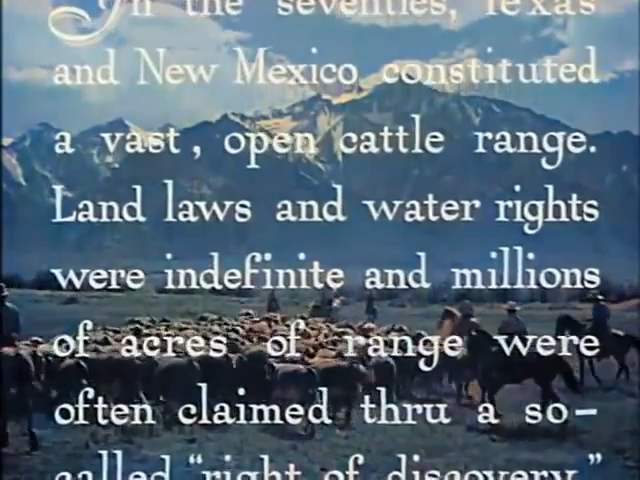 In the seventies, Texas
and New Mexico constituted
a vast, open cattle range.
Land laws and water rights
were indefinite and millions
of acres of range were
often claimed thru a so-
called "right of discovery."